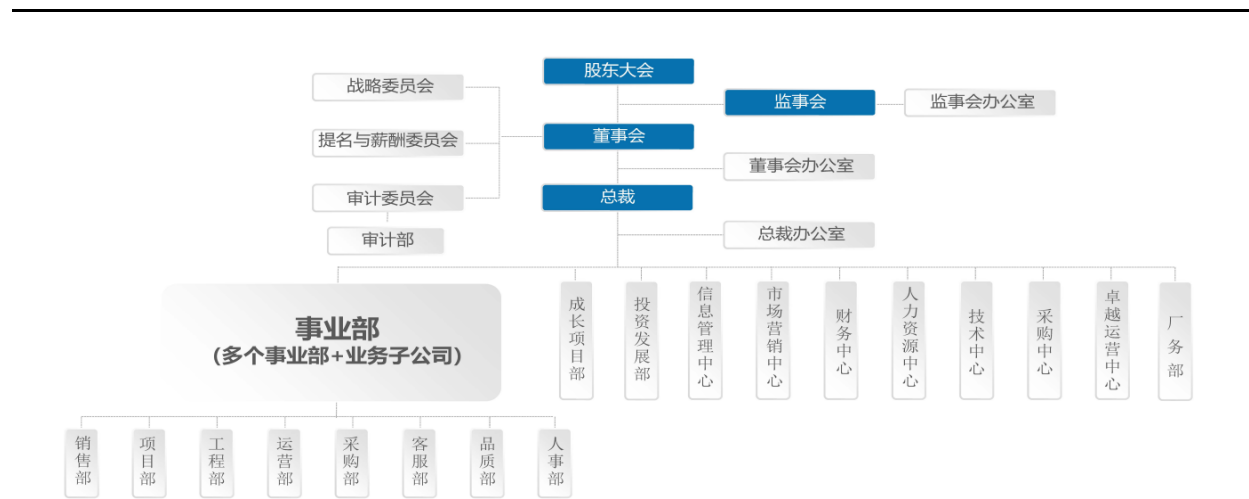 股东大会
战略委员会
监事会
监事会办公室
提名与薪酬委员会
董事会
董事会办公室
审计委员会
总裁
审计部
总裁办公室
事业部
(多个事业部+业务子公司)
成长项目部
投资发展部
信息管理中心
市场营销中心
财务中心
人力资源中心
技术中心
采购中心
卓越运营中心
厂务部
销售部
项目部
工程部
运营部
采购部
客服部
品质部
人事部